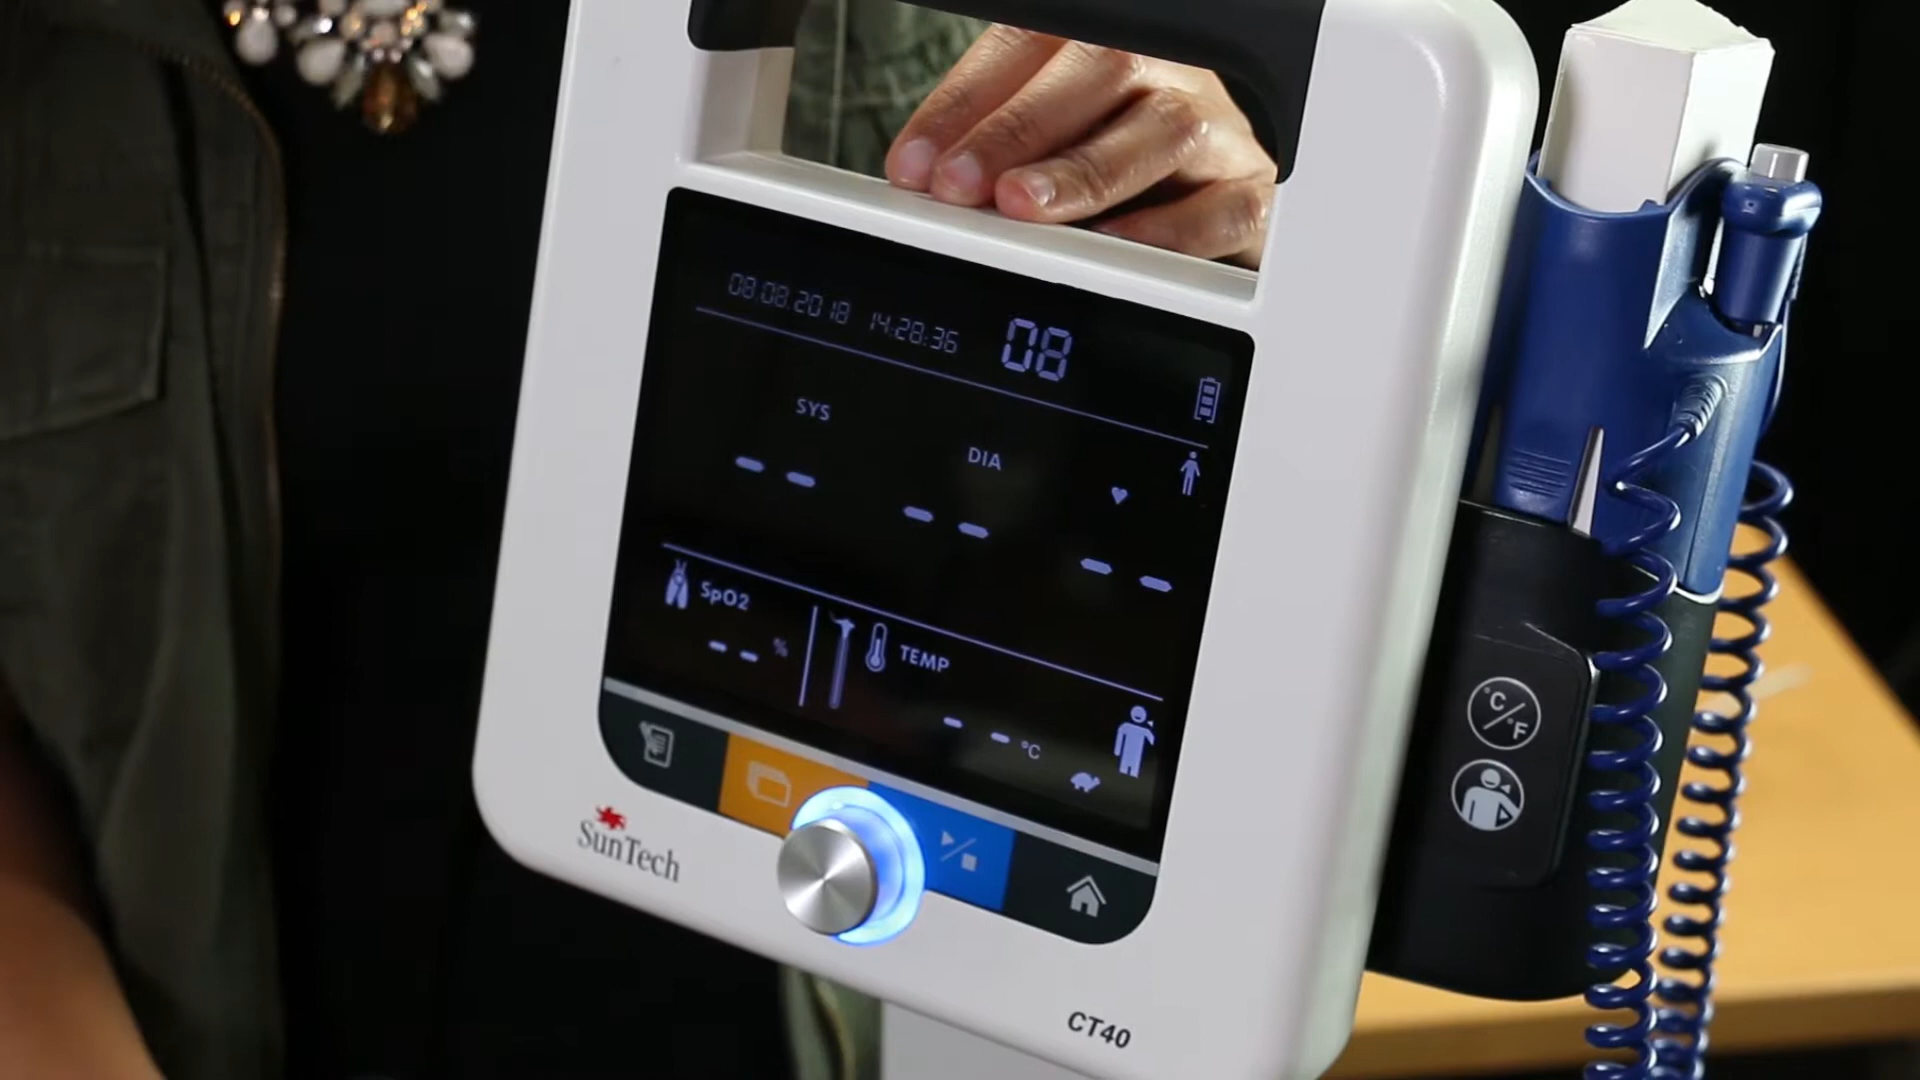 08.08.2018 14:28:36 08
SYS
DIA
-- -- --
SpO2
-- %
TEMP
-- °C
SunTech
CT40
°C/°F